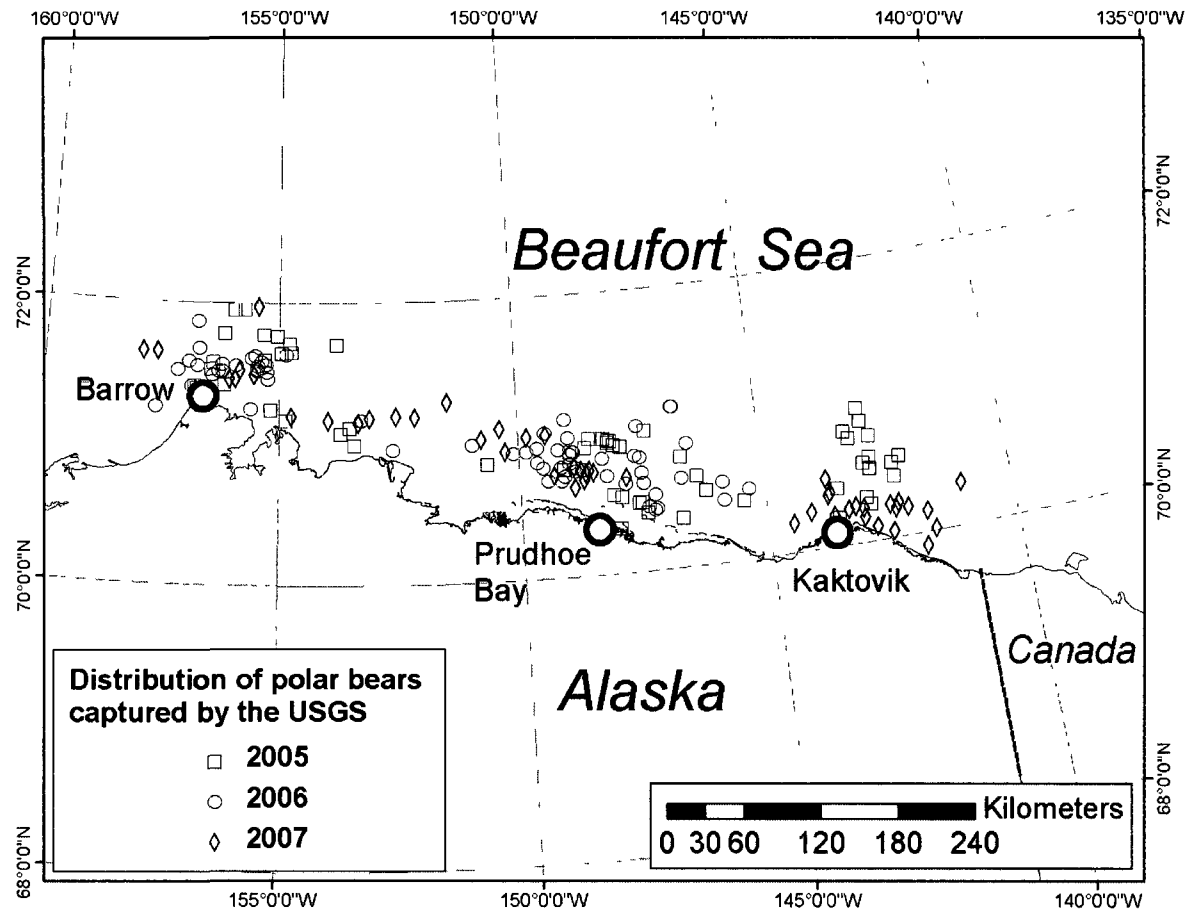 160°0'0"W 155°0'0"W 150°0'0"W 145°0'0"W 140°0'0"W 135°0'0"W
72°0'0"N
72°0'0"N
Beaufort Sea
Barrow
70°0'0"N
70°0'0"N
Prudhoe
Bay
Kaktovik
Canada
Alaska
68°0'0"N
68°0'0"N
Distribution of polar bears
captured by the USGS
2005
2006
2007
Kilometers
0 30 60 120 180 240
155°0'0"W 150°0'0"W 145°0'0"W 140°0'0"W